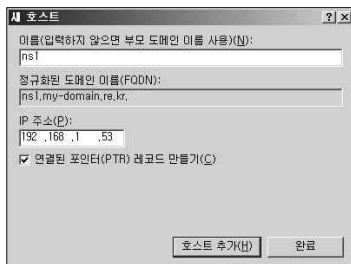 새 호스트
이름(입력하지 않으면 부모 도메인 이름 사용)(N):
ns1
정규화된 도메인 이름(FQDN):
ns1.my-domain.re.kr.
IP 주소(P):
192 .168 .1 .53
연결된 포인터(PTR) 레코드 만들기(C)
호스트 추가(H) 완료